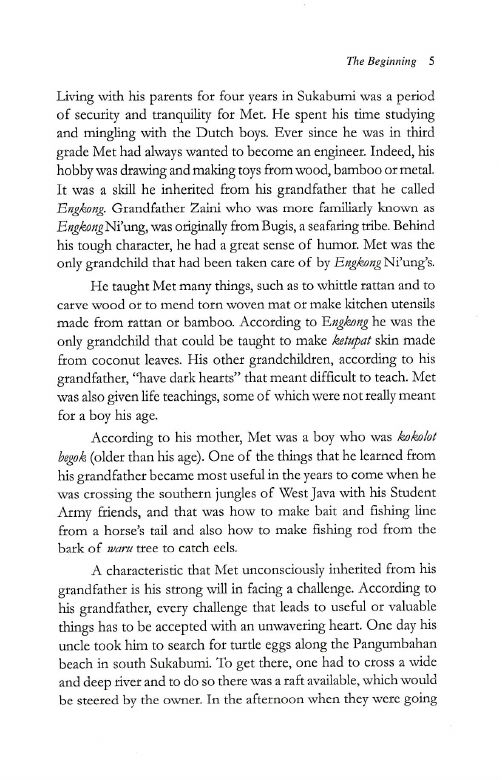 The Beginning 5
Living with his parents for four years in Sukabumi was a period
of security and tranquility for Met. He spent his time studying
and mingling with the Dutch boys. Ever since he was in third
grade Met had always wanted to become an engineer. Indeed, his
hobby was drawing and making toys from wood, bamboo or metal.
It was a skill he inherited from his grandfather that he called
Engkong. Grandfather Zaini who was more familiarly known as
Engkong Ni'ung, was originally from Bugis, a seafaring tribe. Behind
his tough character, he had a great sense of humor. Met was the
only grandchild that had been taken care of by Engkong Ni'ung's.
He taught Met many things, such as to whittle rattan and to
carve wood or to mend torn woven mat or make kitchen utensils
made from rattan or bamboo. According to Engkong he was the
only grandchild that could be taught to make ketupat skin made
from coconut leaves. His other grandchildren, according to his
grandfather, "have dark hearts" that meant difficult to teach. Met
was also given life teachings, some of which were not really meant
for a boy his age.
According to his mother, Met was a boy who was kokolot
begok (older than his age). One of the things that he learned from
his grandfather became most useful in the years to come when he
was crossing the southern jungles of West Java with his Student
Army friends, and that was how to make bait and fishing line
from a horse's tail and also how to make fishing rod from the
bark of waru tree to catch eels.
A characteristic that Met unconsciously inherited from his
grandfather is his strong will in facing a challenge. According to
his grandfather, every challenge that leads to useful or valuable
things has to be accepted with an unwavering heart. One day his
uncle took him to search for turtle eggs along the Pangumbahan
beach in south Sukabumi. To get there, one had to cross a wide
and deep river and to do so there was a raft available, which would
be steered by the owner. In the afternoon when they were going